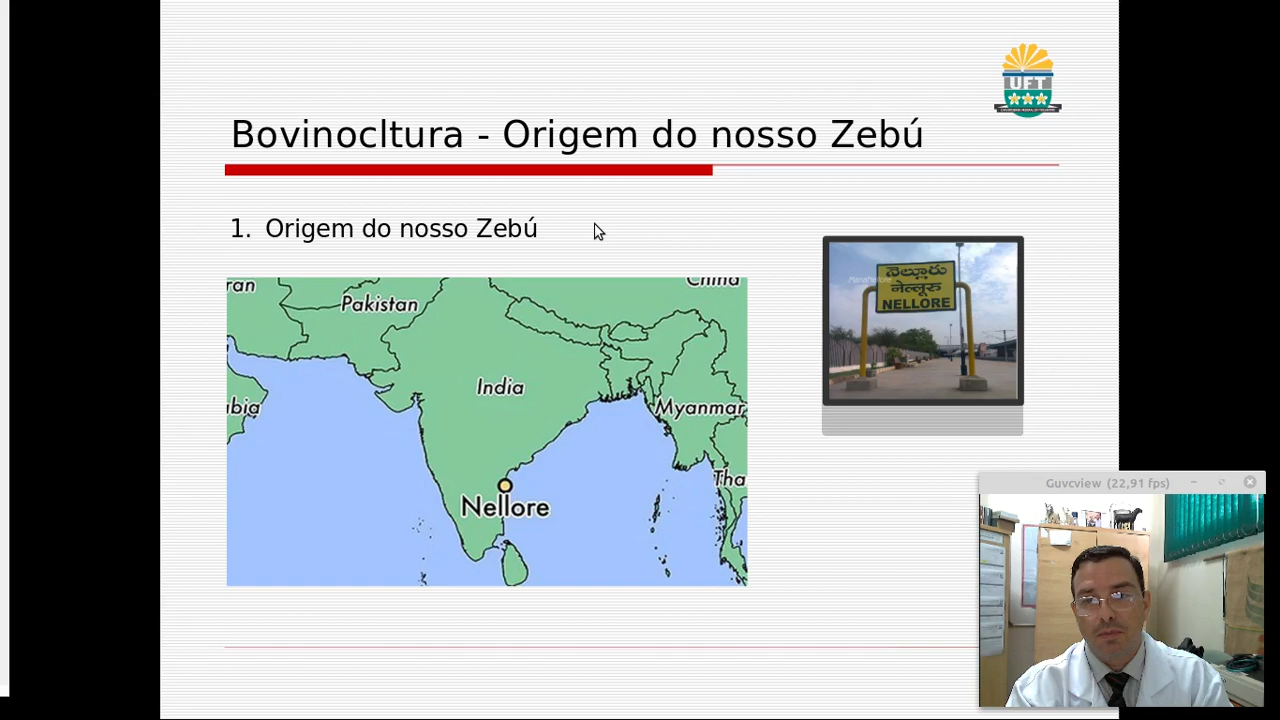 UFT
Bovinocltura - Origem do nosso Zebú
1. Origem do nosso Zebú
ran
Pakistan
China
India
abia
Myanmar
Tha
Nellore
నెల్లూరు
नेल्लूरु
NELLORE
Guvcview (22,91 fps)